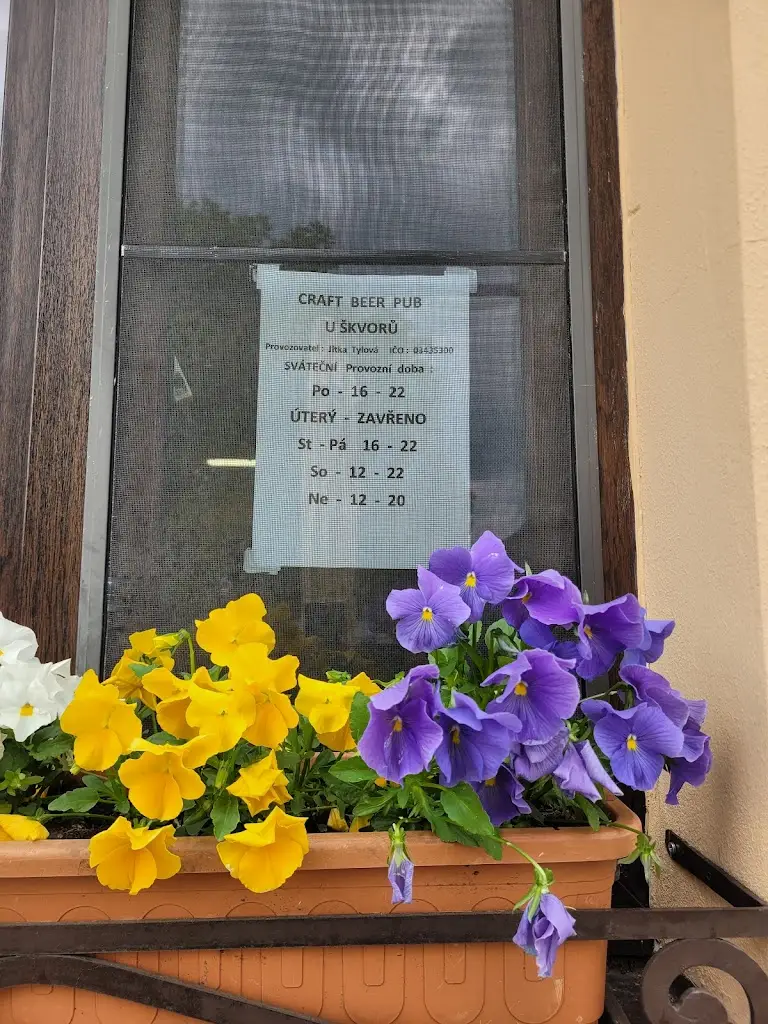 CRAFT BEER PUB
U ŠKVORŮ
Provozovatel : Jitka Tylová IČO : 03435300
SVÁTEČNÍ Provozní doba :
Po - 16 - 22
ÚTERÝ - ZAVŘENO
St - Pá 16 - 22
So - 12 - 22
Ne - 12 - 20